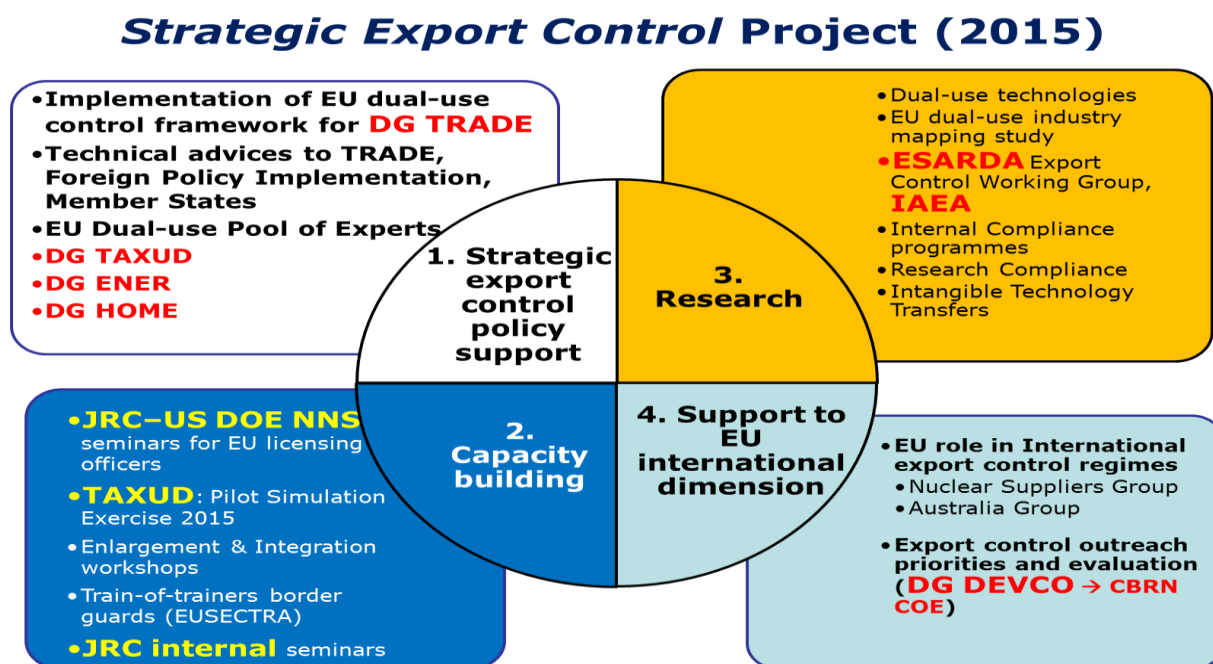 Strategic Export Control Project (2015)
•Implementation of EU dual-use
control framework for DG TRADE
•Technical advices to TRADE,
Foreign Policy Implementation,
Member States
•EU Dual-use Pool of Experts
•DG TAXUD
•DG ENER
•DG HOME
•Dual-use technologies
•EU dual-use industry
mapping study
•ESARDA Export
Control Working Group,
IAEA
•Internal Compliance
programmes
•Research Compliance
•Intangible Technology
Transfers
1. Strategic
export
control
policy
support
3.
Research
2.
Capacity
building
4. Support to
EU
international
dimension
•JRC–US DOE NNS
seminars for EU licensing
officers
•TAXUD: Pilot Simulation
Exercise 2015
•Enlargement & Integration
workshops
•Train-of-trainers border
guards (EUSECTRA)
•JRC internal seminars
•EU role in International
export control regimes
•Nuclear Suppliers Group
•Australia Group
•Export control outreach
priorities and evaluation
(DG DEVCO → CBRN
COE)